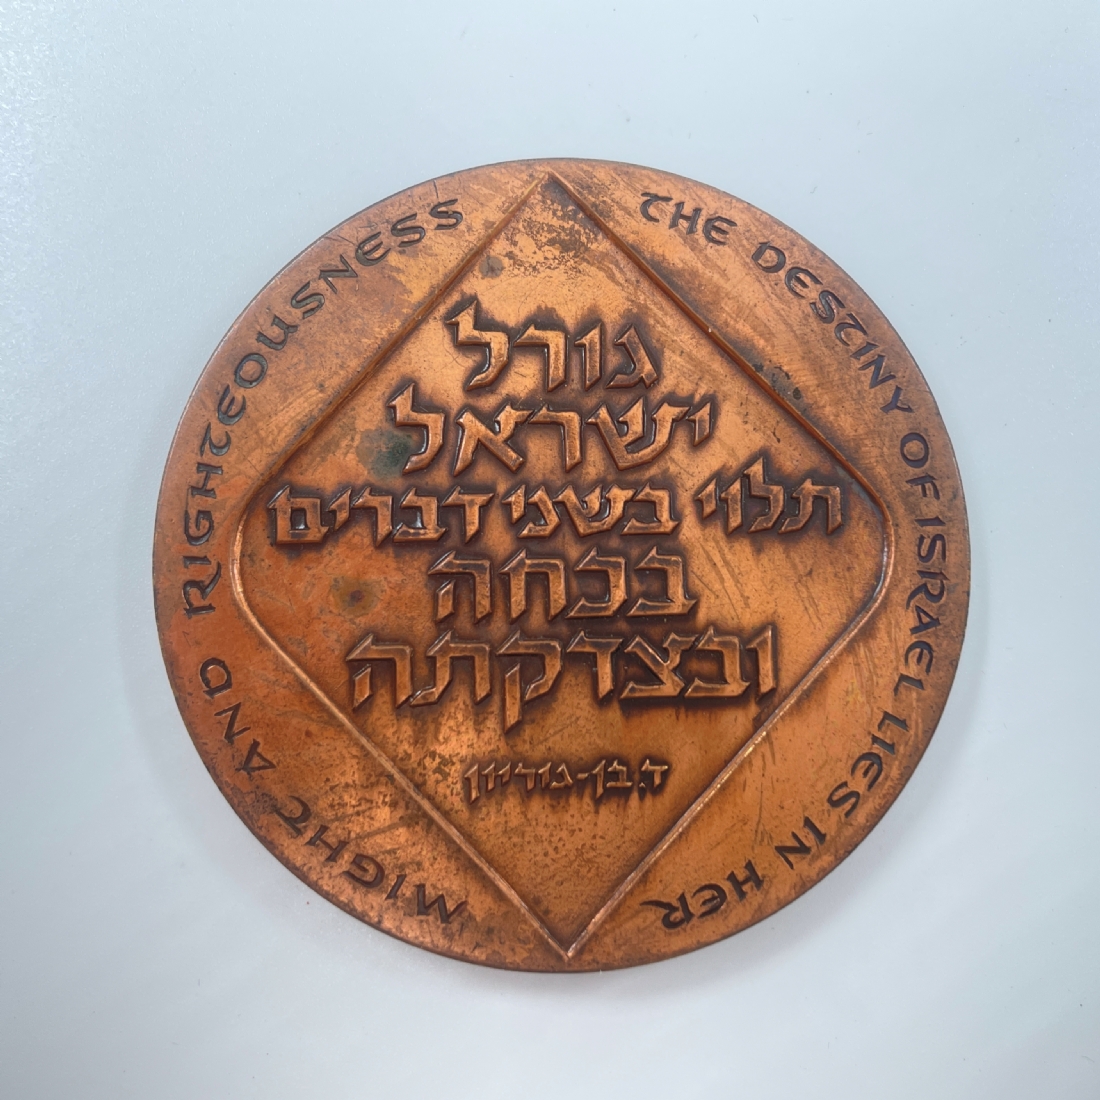 גורל
ישראל
תלוי בשני דברים
בכחה
ובצדקתה
ד. בן-גוריון
THE DESTINY OF ISRAEL LIES IN HER
MIGHT AND RIGHTEOUSNESS